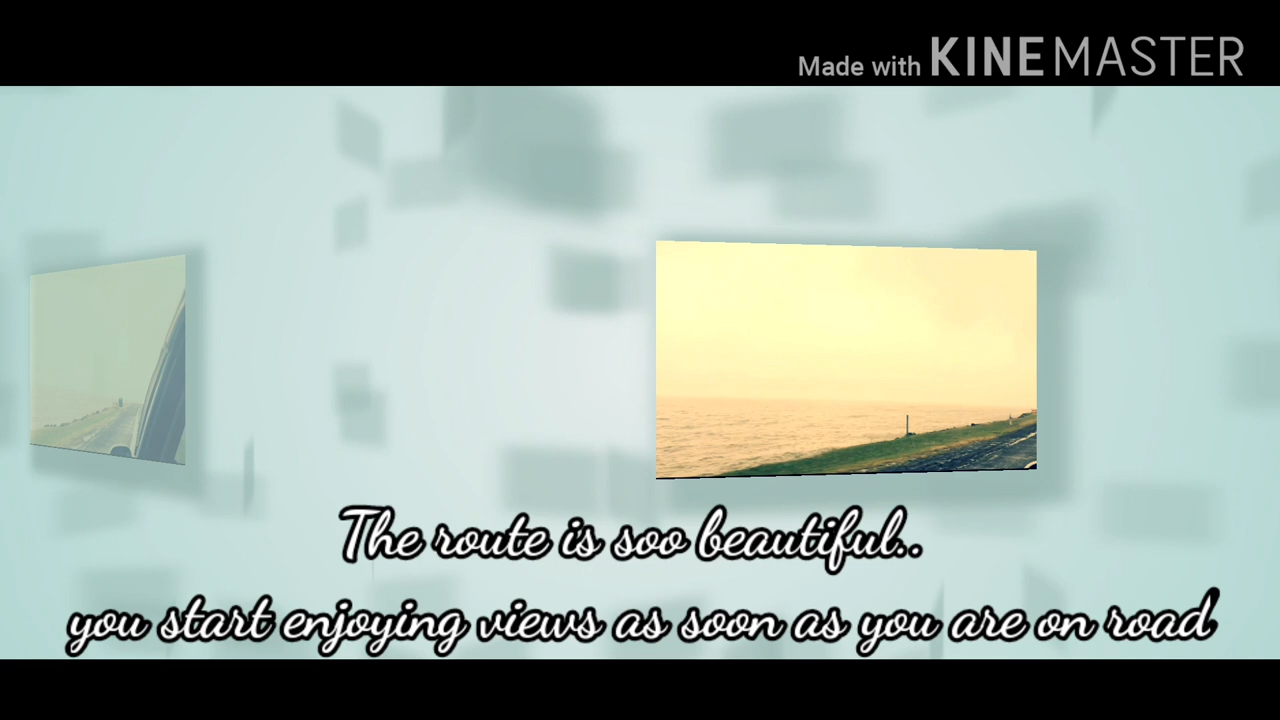 Made with KINEMASTER
The route is soo beautiful..
you start enjoying views as soon as you are on road